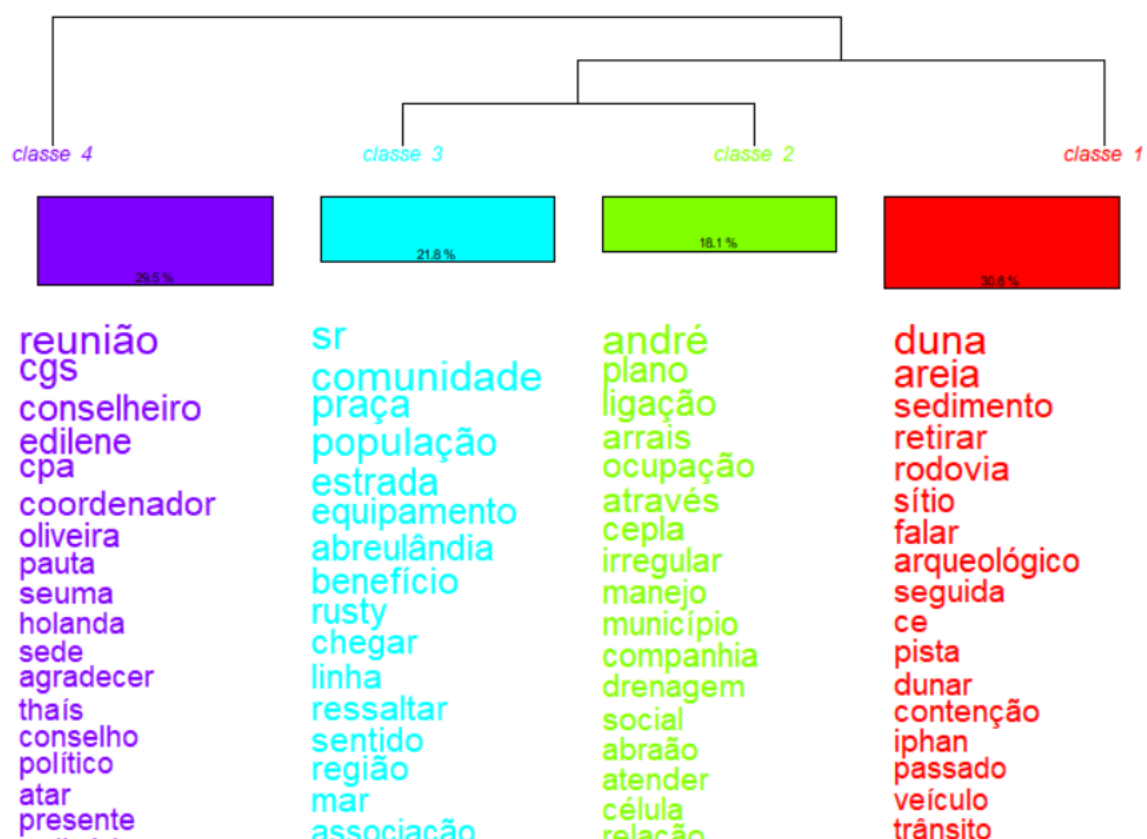 classe 4
classe 3
classe 2
classe 1
29.5 %
21.8 %
18.1 %
30.6 %
reunião
cgs
conselheiro
edilene
cpa
coordenador
oliveira
pauta
seuma
holanda
sede
agradecer
thaís
conselho
político
atar
presente
sr
comunidade
praça
população
estrada
equipamento
abreulândia
benefício
rusty
chegar
linha
ressaltar
sentido
região
mar
associação
andré
plano
ligação
arrais
ocupação
através
cepla
irregular
manejo
município
companhia
drenagem
social
abraão
atender
célula
relação
duna
areia
sedimento
retirar
rodovia
sítio
falar
arqueológico
seguida
ce
pista
dunar
contenção
iphan
passado
veículo
trânsito